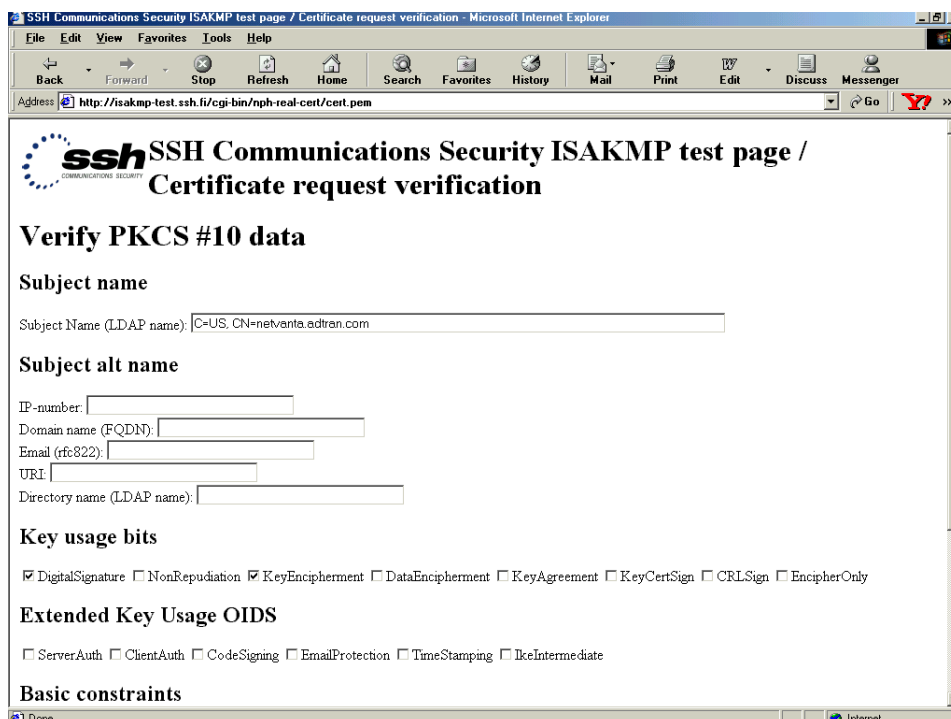 SSH Communications Security ISAKMP test page / Certificate request verification - Microsoft Internet Explorer
File Edit View Favorites Tools Help
Back Forward Stop Refresh Home Search Favorites History Mail Print Edit Discuss Messenger
Address http://isakmp-test.ssh.fi/cgi-bin/nph-real-cert/cert.pem Go Y! »
ssh
COMMUNICATIONS SECURITY
SSH Communications Security ISAKMP test page /
Certificate request verification
Verify PKCS #10 data
Subject name
Subject Name (LDAP name): C=US, CN=netvanta.adtran.com
Subject alt name
IP-number:
Domain name (FQDN):
Email (rfc822):
URI:
Directory name (LDAP name):
Key usage bits
DigitalSignature NonRepudiation KeyEncipherment DataEncipherment KeyAgreement KeyCertSign CRLSign EncipherOnly
Extended Key Usage OIDS
ServerAuth ClientAuth CodeSigning EmailProtection TimeStamping IkeIntermediate
Basic constraints
Done Internet